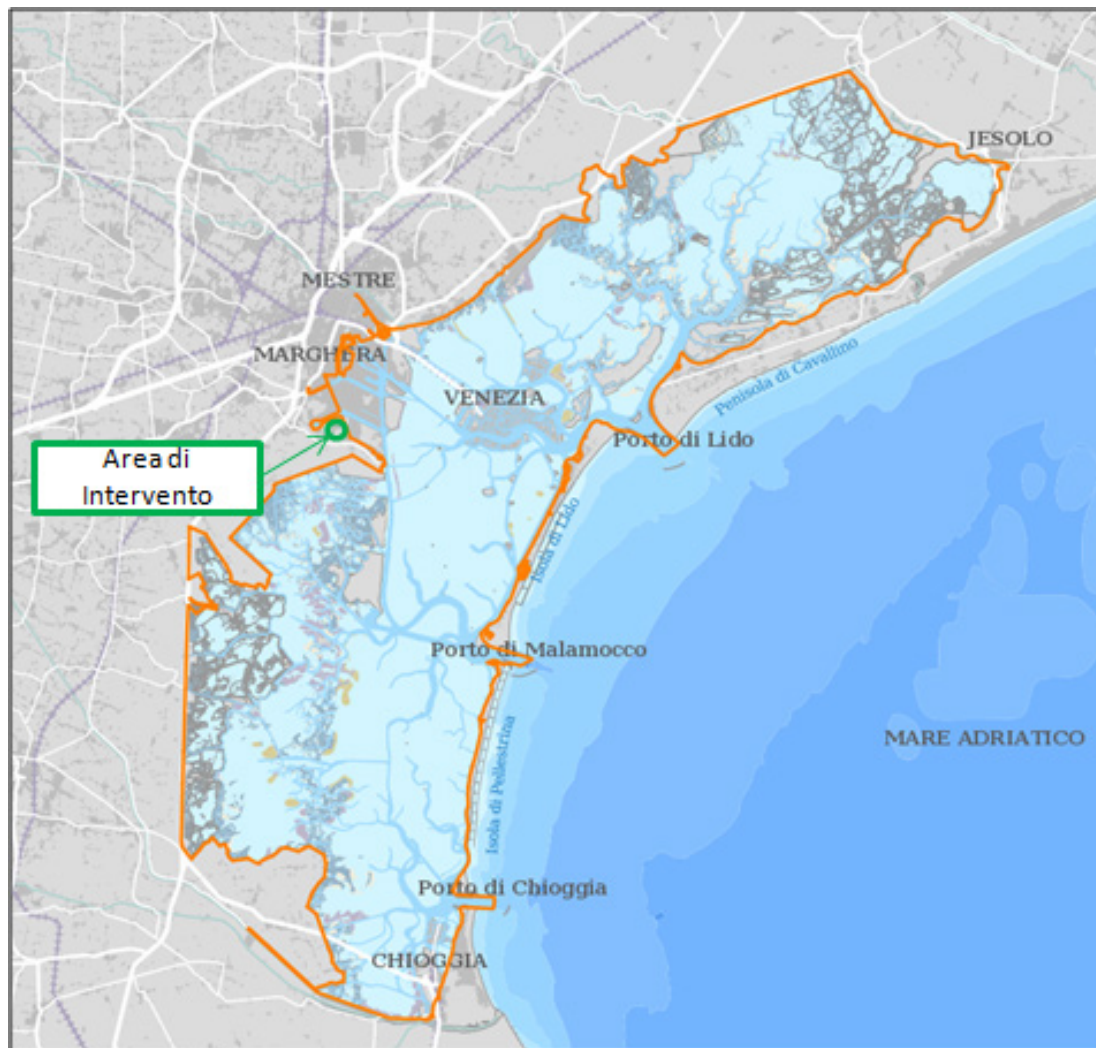 JESOLO
MESTRE
MARGHERA
Penisola di Cavallino
VENEZIA
Porto di Lido
Area di
Intervento
Isola di Lido
Porto di Malamocco
MARE ADRIATICO
Isola di Pellestrina
Porto di Chioggia
CHIOGGIA